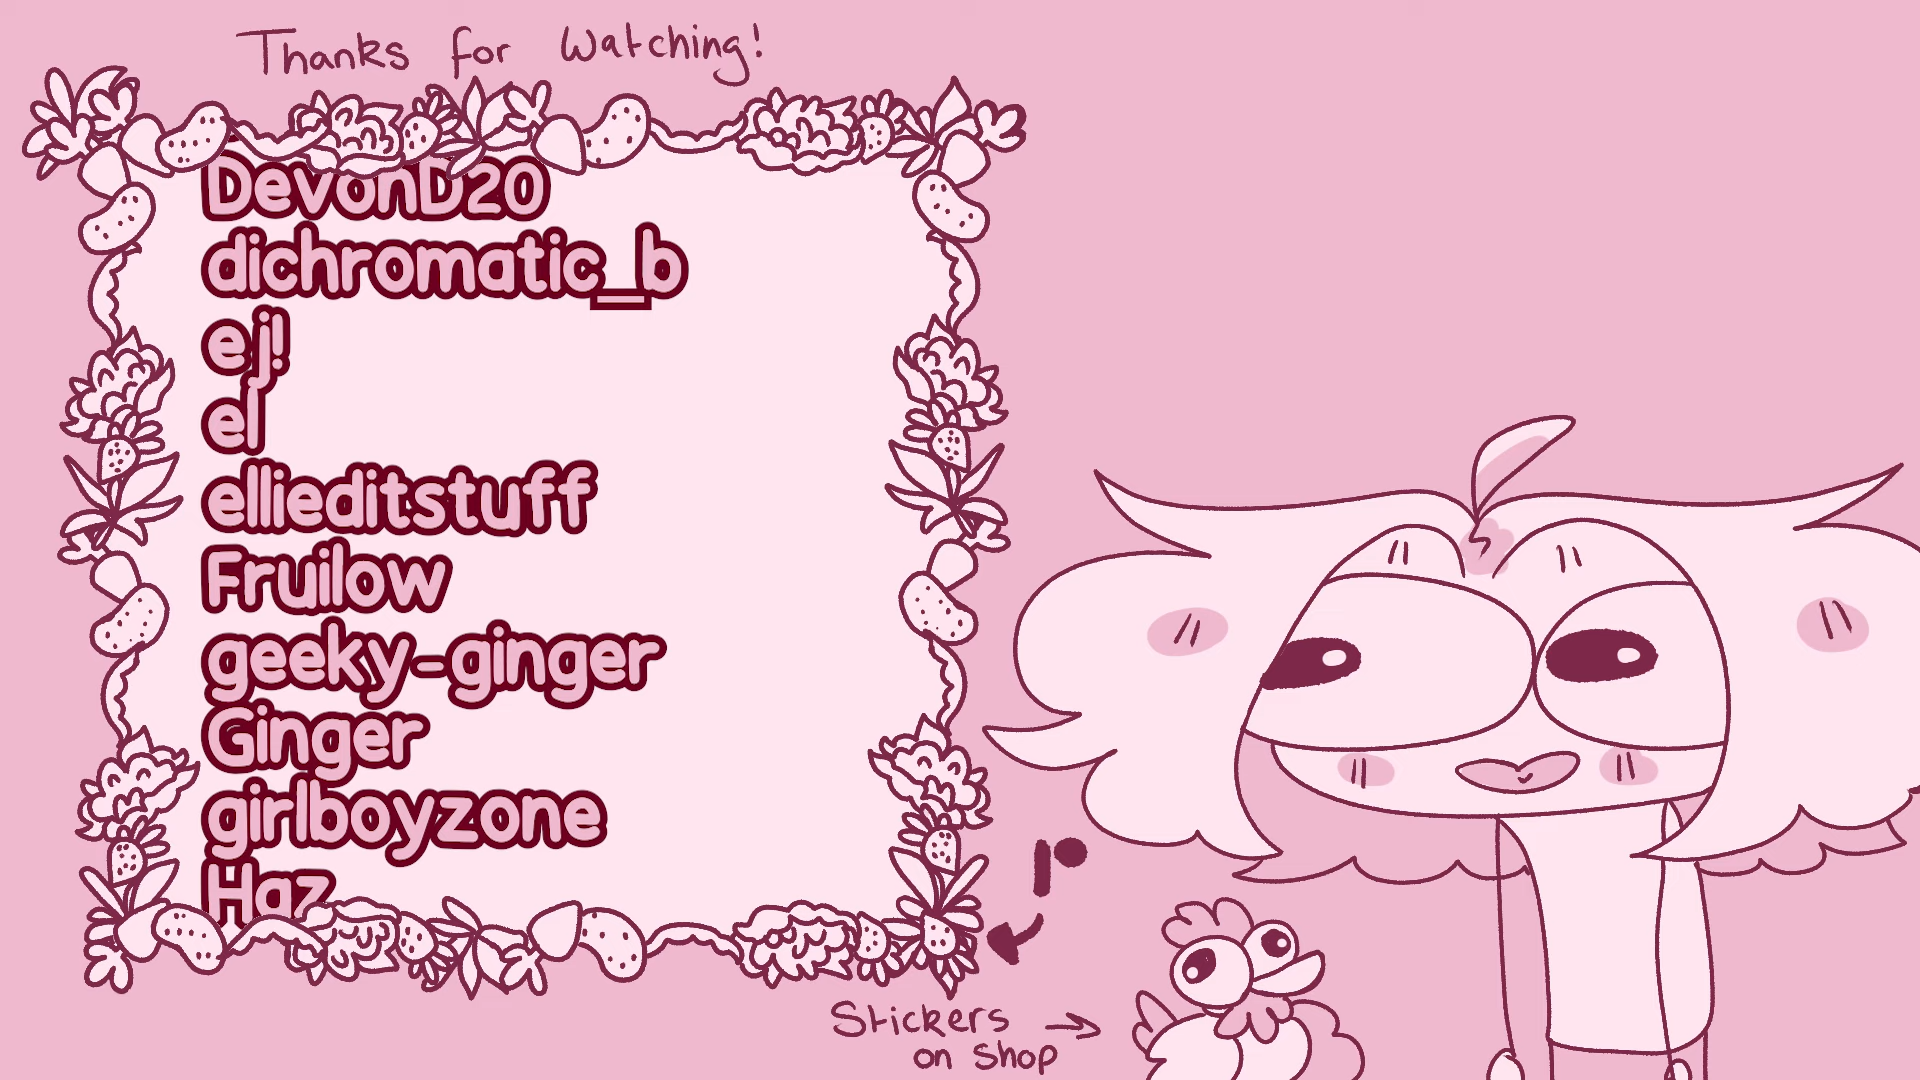 Thanks for Watching!
DevonD20
dichromatic_b
ej!
el
ellieditstuff
Fruilow
geeky-ginger
Ginger
girlboyzone
Haz
Stickers
on Shop